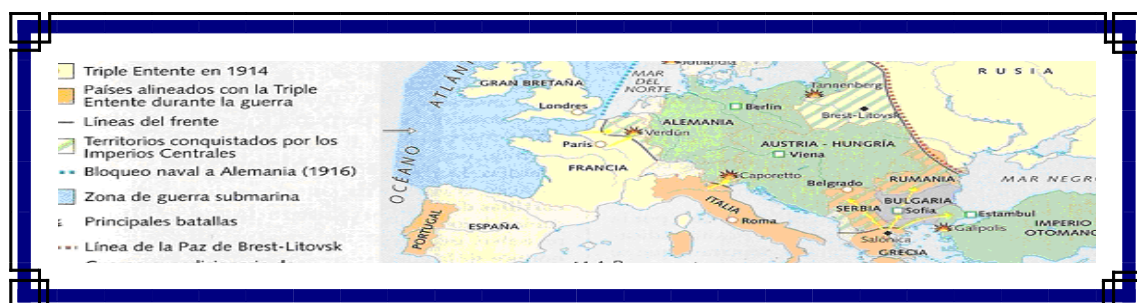 Triple Entente en 1914
Países alineados con la Triple
Entente durante la guerra
Líneas del frente
Territorios conquistados por los
Imperios Centrales
Bloqueo naval a Alemania (1916)
Zona de guerra submarina
Principales batallas
Línea de la Paz de Brest-Litovsk
OCÉANO
ATLÁN
GRAN BRETAÑA
MAR
DEL
NORTE
Londres
Berlín
Tannenberg
RUSIA
Brest-Litovsk
ALEMANIA
Verdún
París
AUSTRIA - HUNGRÍA
Viena
FRANCIA
Caporetto
Belgrado
RUMANIA
MAR NEGR
ITALIA
SERBIA
BULGARIA
Sofia
Estambul
Roma
PORTUGAL
ESPAÑA
Galípolis
IMPERIO
OTOMANO
Salónica
GRECIA